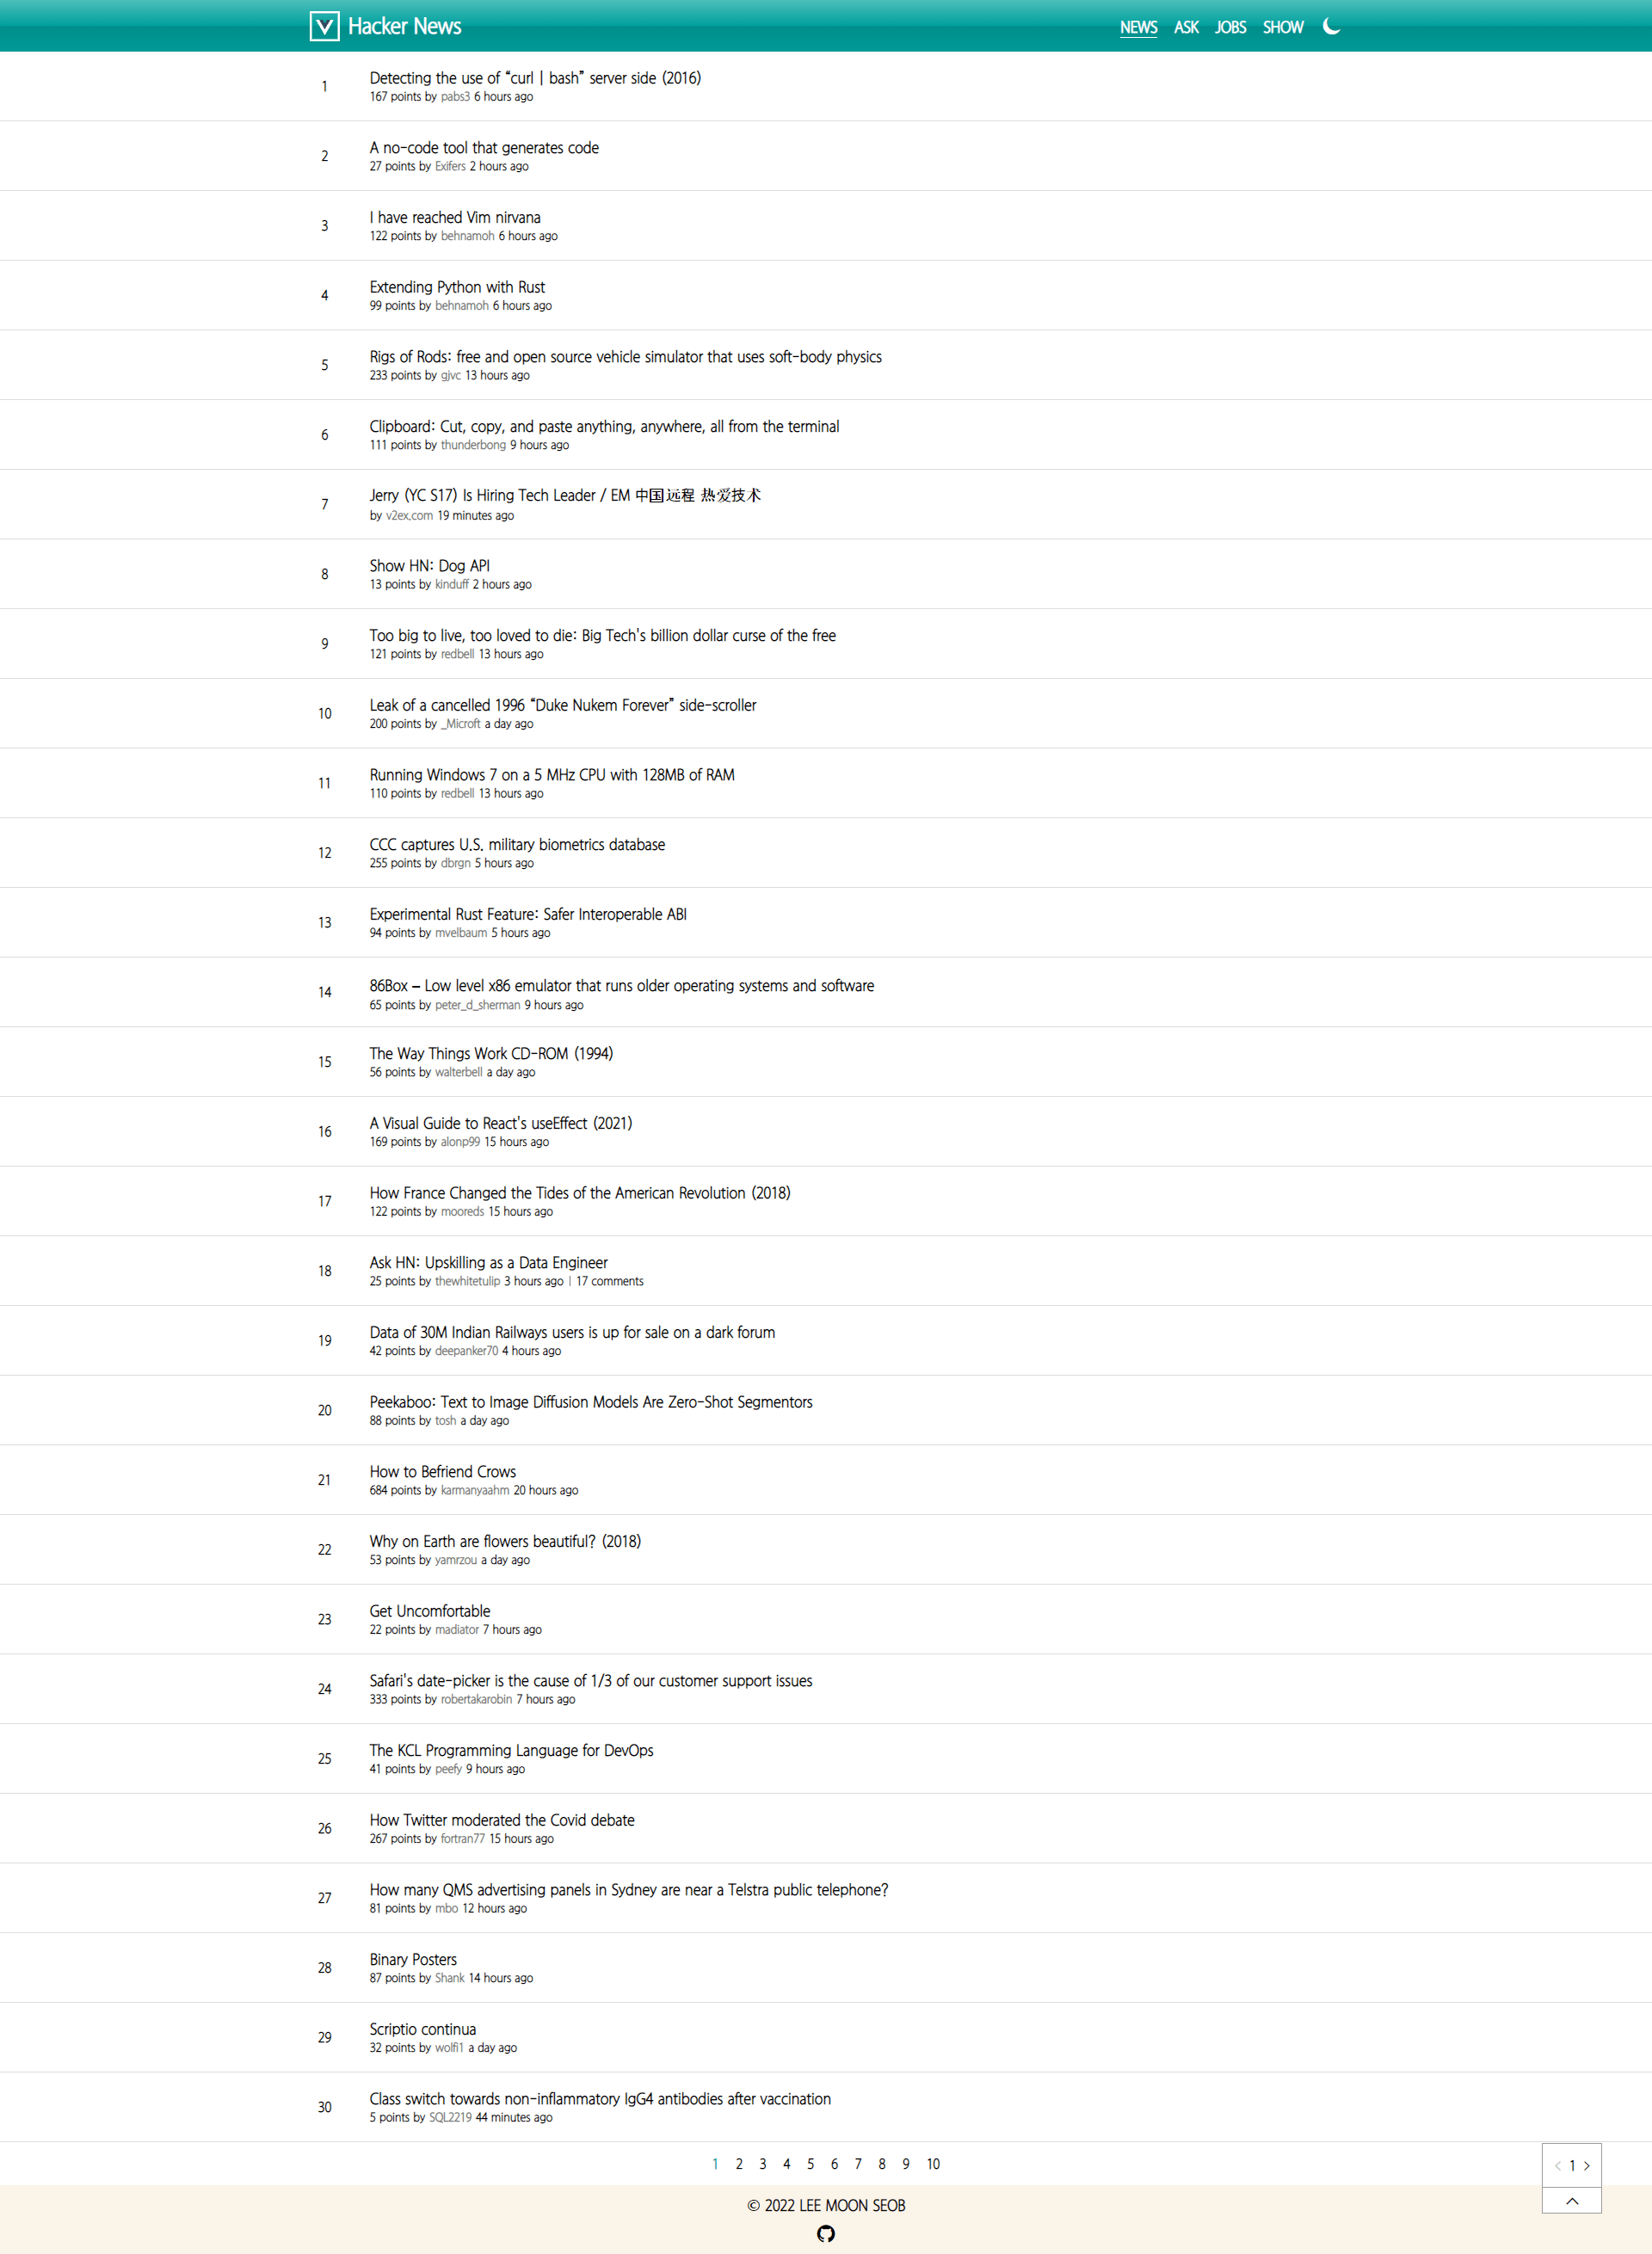 Hacker News
NEWS ASK JOBS SHOW
1
Detecting the use of “curl | bash” server side (2016)
167 points by pabs3 6 hours ago
2
A no-code tool that generates code
27 points by Exifers 2 hours ago
3
I have reached Vim nirvana
122 points by behnamoh 6 hours ago
4
Extending Python with Rust
99 points by behnamoh 6 hours ago
5
Rigs of Rods: free and open source vehicle simulator that uses soft-body physics
233 points by gjvc 13 hours ago
6
Clipboard: Cut, copy, and paste anything, anywhere, all from the terminal
111 points by thunderbong 9 hours ago
7
Jerry (YC S17) Is Hiring Tech Leader / EM 中国远程 热爱技术
by v2ex.com 19 minutes ago
8
Show HN: Dog API
13 points by kinduff 2 hours ago
9
Too big to live, too loved to die: Big Tech's billion dollar curse of the free
121 points by redbell 13 hours ago
10
Leak of a cancelled 1996 “Duke Nukem Forever” side-scroller
200 points by _Microft a day ago
11
Running Windows 7 on a 5 MHz CPU with 128MB of RAM
110 points by redbell 13 hours ago
12
CCC captures U.S. military biometrics database
255 points by dbrgn 5 hours ago
13
Experimental Rust Feature: Safer Interoperable ABI
94 points by mvelbaum 5 hours ago
14
86Box – Low level x86 emulator that runs older operating systems and software
65 points by peter_d_sherman 9 hours ago
15
The Way Things Work CD-ROM (1994)
56 points by walterbell a day ago
16
A Visual Guide to React's useEffect (2021)
169 points by alonp99 15 hours ago
17
How France Changed the Tides of the American Revolution (2018)
122 points by mooreds 15 hours ago
18
Ask HN: Upskilling as a Data Engineer
25 points by thewhitetulip 3 hours ago | 17 comments
19
Data of 30M Indian Railways users is up for sale on a dark forum
42 points by deepanker70 4 hours ago
20
Peekaboo: Text to Image Diffusion Models Are Zero-Shot Segmentors
88 points by tosh a day ago
21
How to Befriend Crows
684 points by karmanyaahm 20 hours ago
22
Why on Earth are flowers beautiful? (2018)
53 points by yamrzou a day ago
23
Get Uncomfortable
22 points by madiator 7 hours ago
24
Safari's date-picker is the cause of 1/3 of our customer support issues
333 points by robertakarobin 7 hours ago
25
The KCL Programming Language for DevOps
41 points by peefy 9 hours ago
26
How Twitter moderated the Covid debate
267 points by fortran77 15 hours ago
27
How many QMS advertising panels in Sydney are near a Telstra public telephone?
81 points by mbo 12 hours ago
28
Binary Posters
87 points by Shank 14 hours ago
29
Scriptio continua
32 points by wolfi1 a day ago
30
Class switch towards non-inflammatory IgG4 antibodies after vaccination
5 points by SQL2219 44 minutes ago
1 2 3 4 5 6 7 8 9 10
< 1 >
© 2022 LEE MOON SEOB